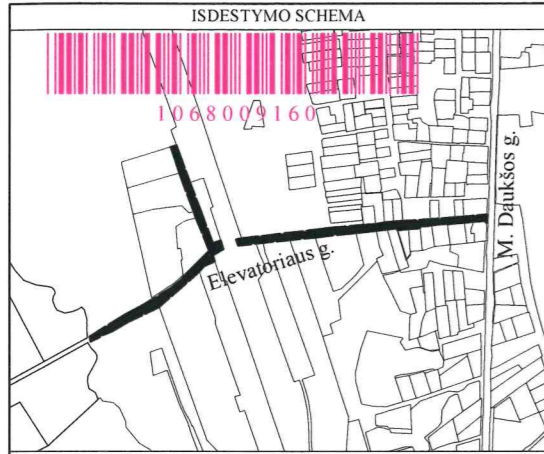 ISDESTYMO SCHEMA
1068009160
Elevatoriaus g.
M. Daukšos g.